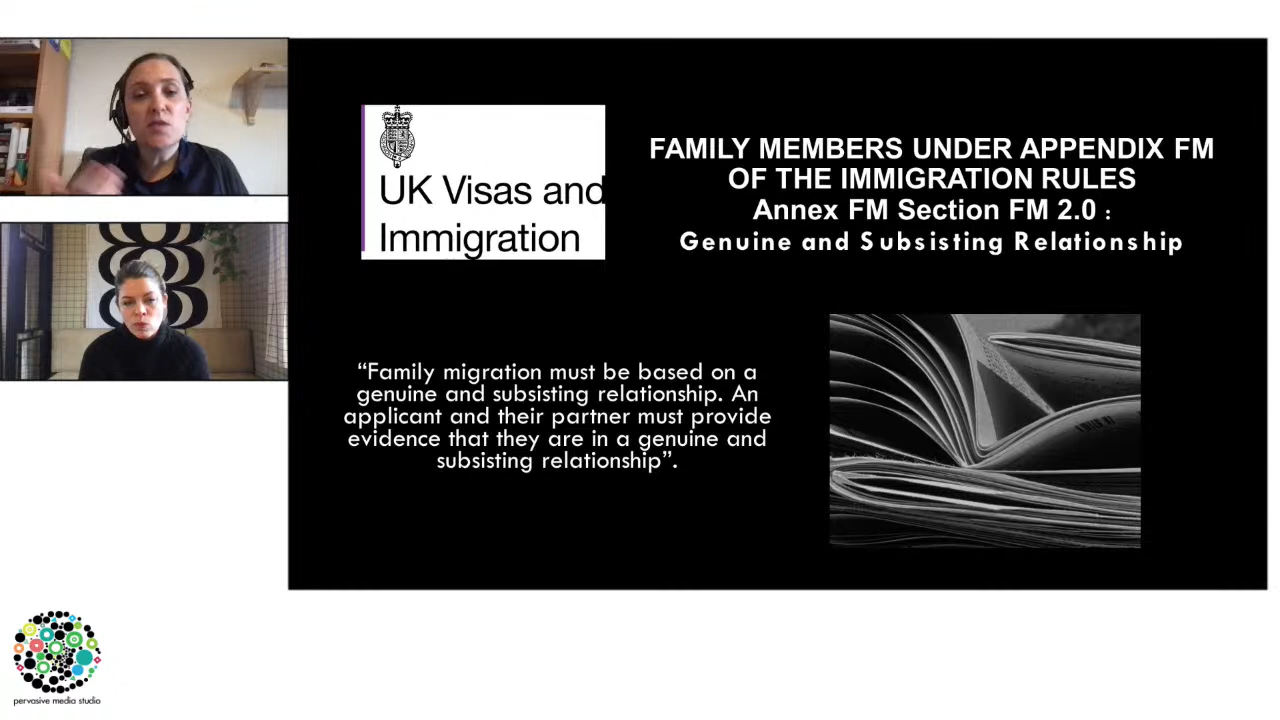 UK Visas and
Immigration
FAMILY MEMBERS UNDER APPENDIX FM
OF THE IMMIGRATION RULES
Annex FM Section FM 2.0 :
Genuine and Subsisting Relationship
“Family migration must be based on a
genuine and subsisting relationship. An
applicant and their partner must provide
evidence that they are in a genuine and
subsisting relationship”.
pervasive media studio